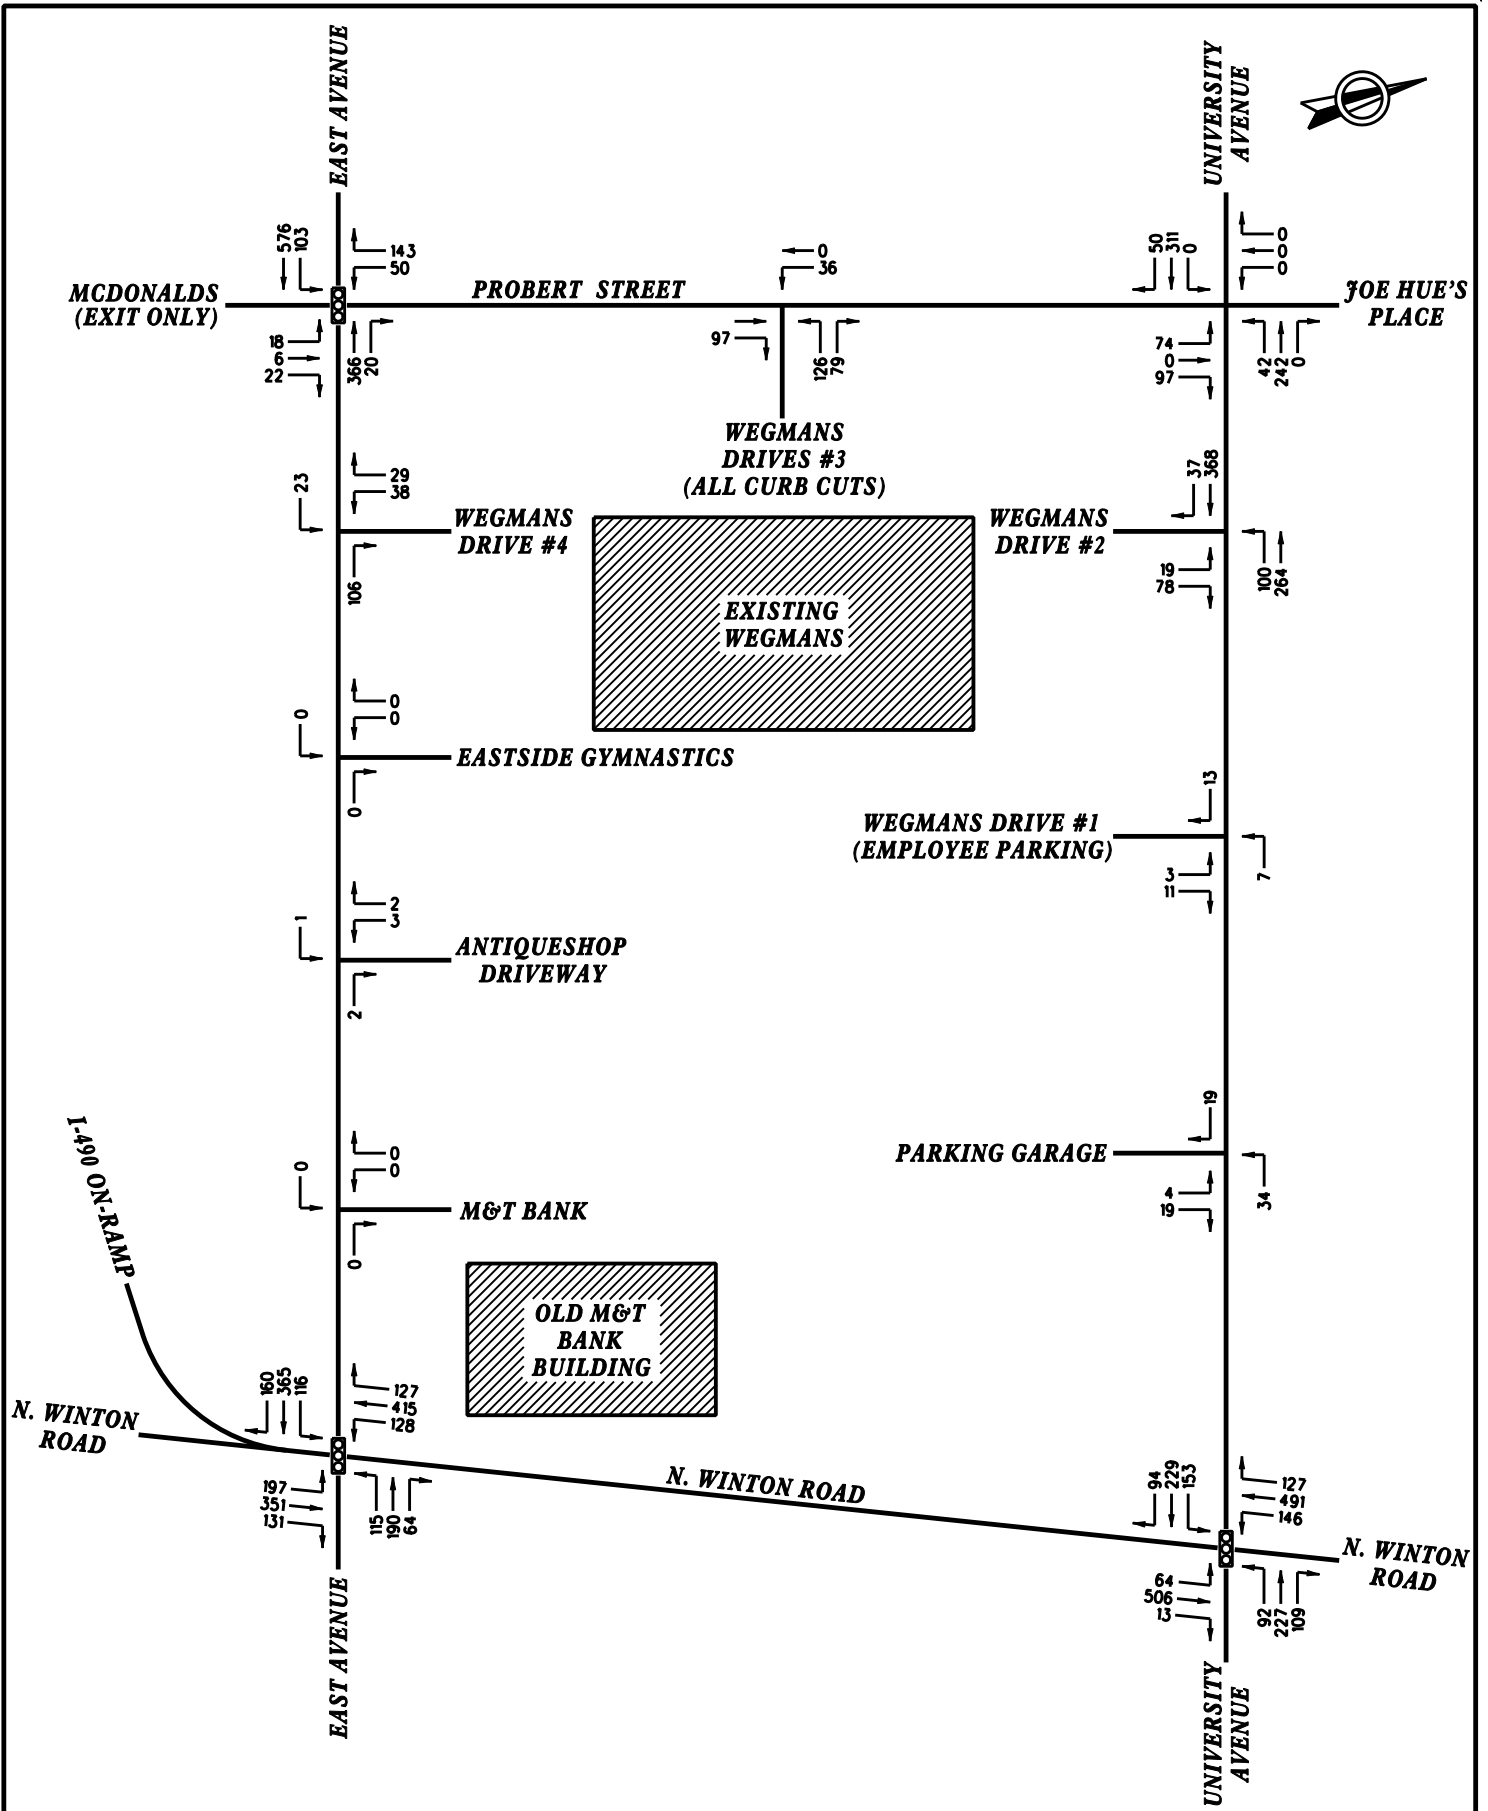 EAST AVENUE
UNIVERSITY
AVENUE
576
103
143
50
50
311
0
0
0
0
0
36
MCDONALDS
(EXIT ONLY)
PROBERT STREET
JOE HUE'S
PLACE
18
6
22
366
20
97
126
79
74
0
97
42
242
0
WEGMANS
DRIVES #3
(ALL CURB CUTS)
23
29
38
37
368
WEGMANS
DRIVE #4
WEGMANS
DRIVE #2
106
19
78
100
264
EXISTING
WEGMANS
0
0
0
EASTSIDE GYMNASTICS
0
13
WEGMANS DRIVE #1
(EMPLOYEE PARKING)
3
11
7
1
2
3
ANTIQUESHOP
DRIVEWAY
2
19
PARKING GARAGE
4
19
34
0
0
0
M&T BANK
0
I-490 ON-RAMP
OLD M&T
BANK
BUILDING
160
365
116
127
415
128
N. WINTON
ROAD
197
351
131
115
190
64
N. WINTON ROAD
94
229
153
127
491
146
N. WINTON
ROAD
64
506
13
92
227
109
EAST AVENUE
UNIVERSITY
AVENUE